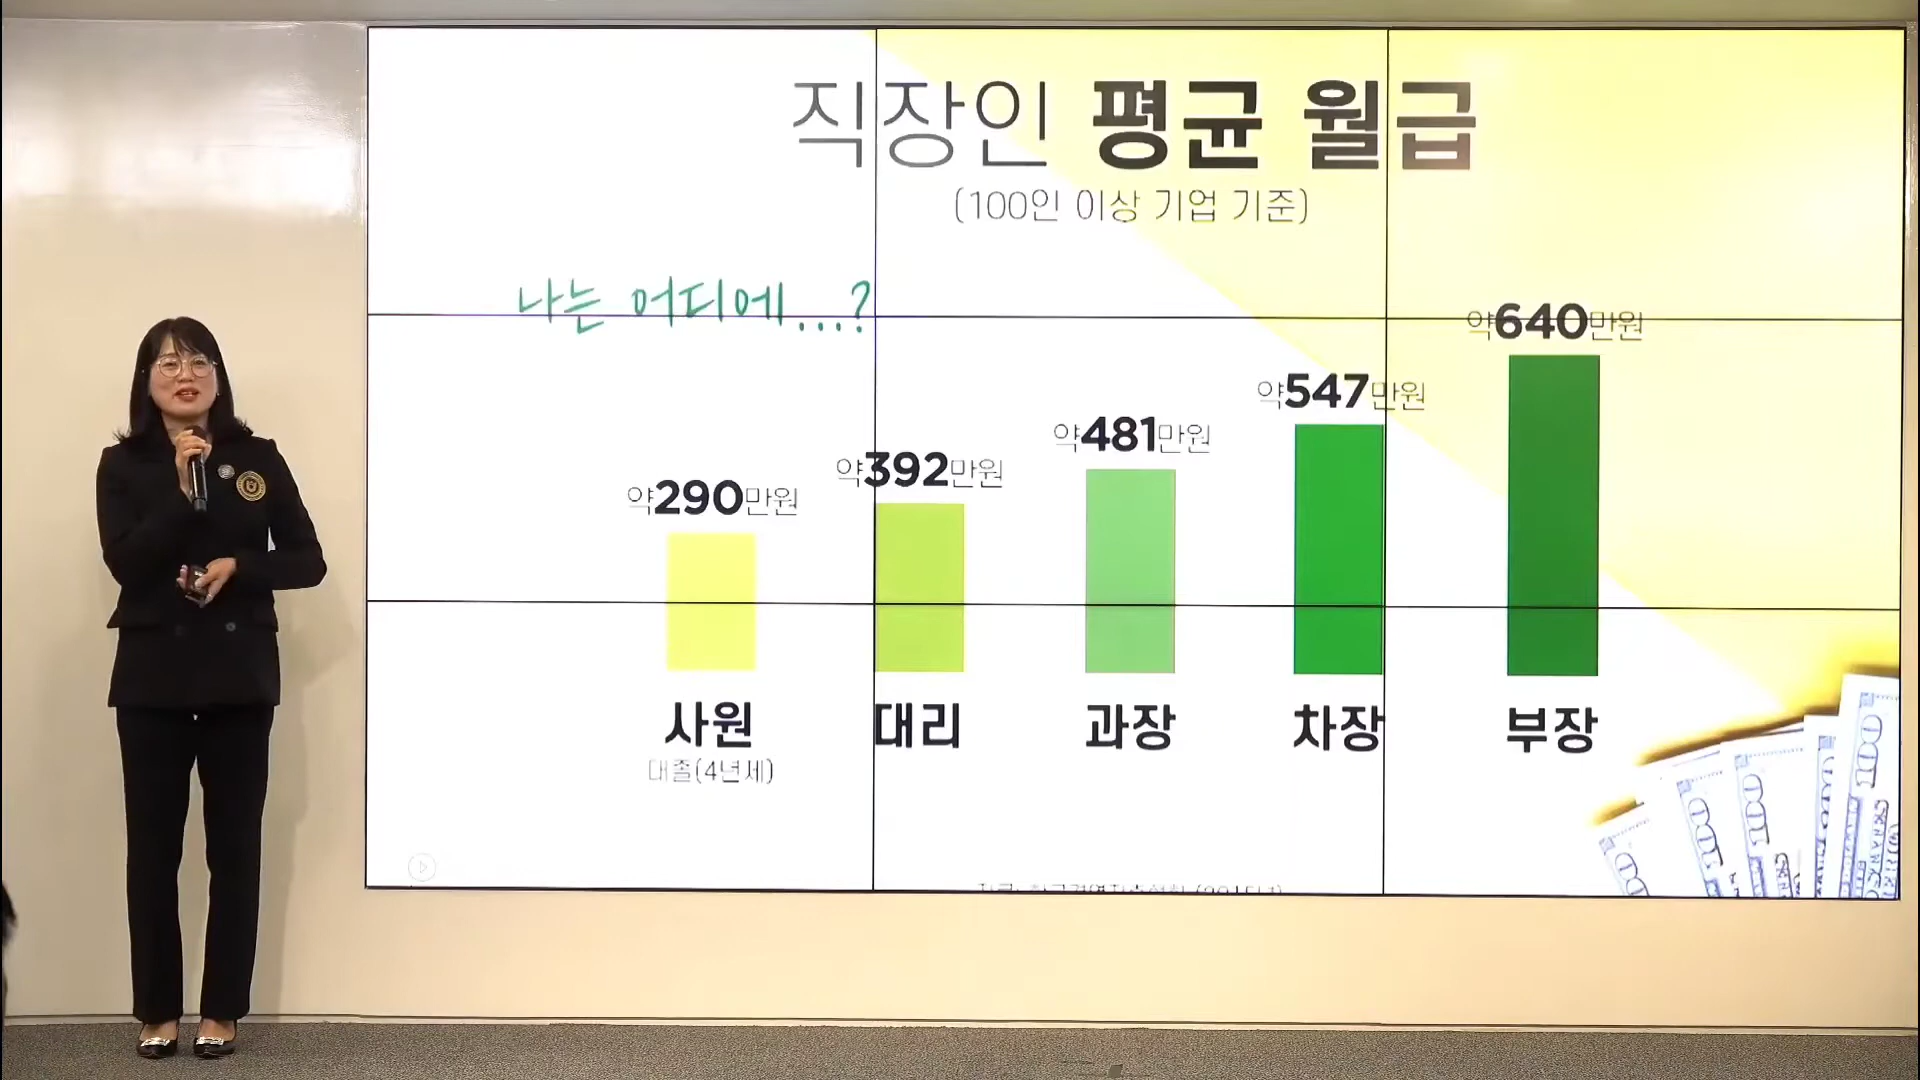 직장인 평균 월급
(100인 이상 기업 기준)
나는 어디에...?
약290만원
약392만원
약481만원
약547만원
약640만원
사원
대리
과장
차장
부장
대졸(4년제)